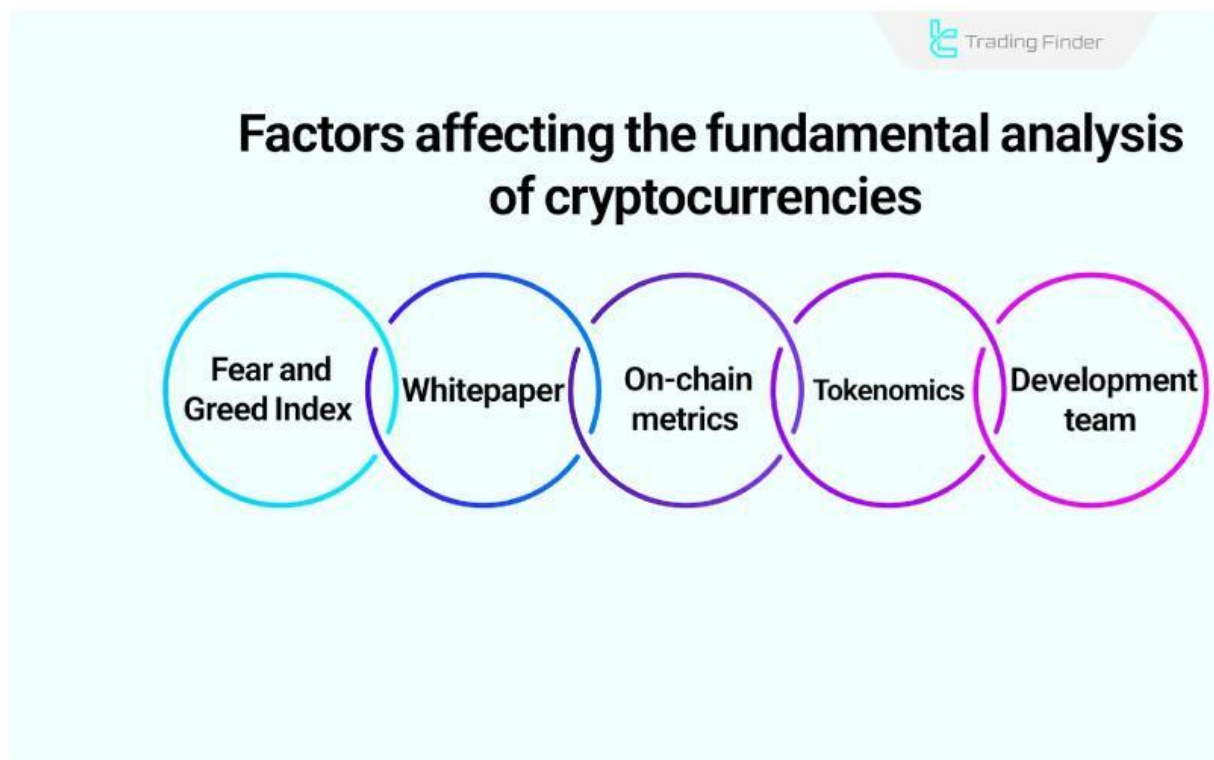 Trading Finder
Factors affecting the fundamental analysis
of cryptocurrencies
Fear and
Greed Index
Whitepaper
On-chain
metrics
Tokenomics
Development
team